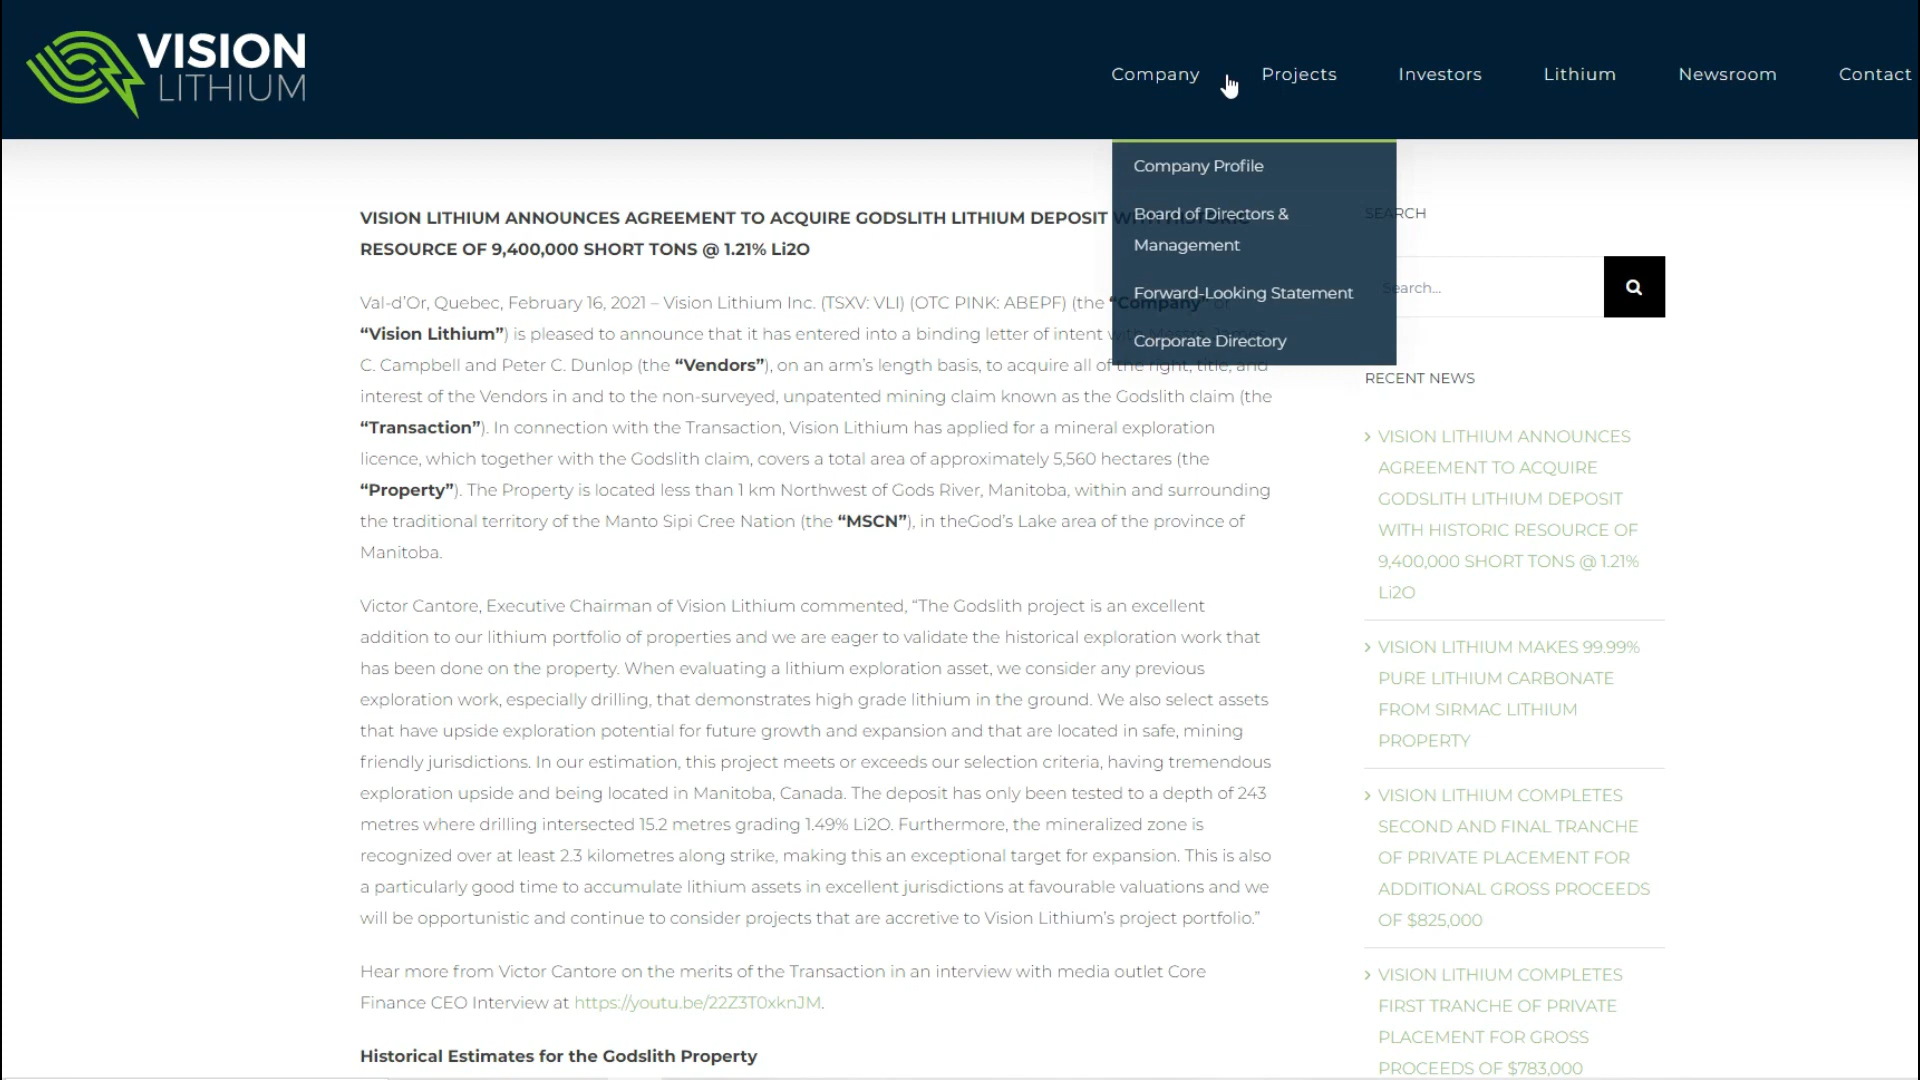 VISION
LITHIUM
Company
Projects
Investors
Lithium
Newsroom
Contact
Company Profile
Board of Directors &
Management
Forward-Looking Statement
Corporate Directory
VISION LITHIUM ANNOUNCES AGREEMENT TO ACQUIRE GODSLITH LITHIUM DEPOSIT
RESOURCE OF 9,400,000 SHORT TONS @ 1.21% Li2O
Val-d’Or, Quebec, February 16, 2021 – Vision Lithium Inc. (TSXV: VLI) (OTC PINK: ABEPF) (the “Company” or
“Vision Lithium”) is pleased to announce that it has entered into a binding letter of intent with Messrs. James
C. Campbell and Peter C. Dunlop (the “Vendors”), on an arm’s length basis, to acquire all of the right, title, and
interest of the Vendors in and to the non-surveyed, unpatented mining claim known as the Godslith claim (the
“Transaction”). In connection with the Transaction, Vision Lithium has applied for a mineral exploration
licence, which together with the Godslith claim, covers a total area of approximately 5,560 hectares (the
“Property”). The Property is located less than 1 km Northwest of Gods River, Manitoba, within and surrounding
the traditional territory of the Manto Sipi Cree Nation (the “MSCN”), in theGod’s Lake area of the province of
Manitoba.
Victor Cantore, Executive Chairman of Vision Lithium commented, “The Godslith project is an excellent
addition to our lithium portfolio of properties and we are eager to validate the historical exploration work that
has been done on the property. When evaluating a lithium exploration asset, we consider any previous
exploration work, especially drilling, that demonstrates high grade lithium in the ground. We also select assets
that have upside exploration potential for future growth and expansion and that are located in safe, mining
friendly jurisdictions. In our estimation, this project meets or exceeds our selection criteria, having tremendous
exploration upside and being located in Manitoba, Canada. The deposit has only been tested to a depth of 243
metres where drilling intersected 15.2 metres grading 1.49% Li2O. Furthermore, the mineralized zone is
recognized over at least 2.3 kilometres along strike, making this an exceptional target for expansion. This is also
a particularly good time to accumulate lithium assets in excellent jurisdictions at favourable valuations and we
will be opportunistic and continue to consider projects that are accretive to Vision Lithium’s project portfolio.”
Hear more from Victor Cantore on the merits of the Transaction in an interview with media outlet Core
Finance CEO Interview at https://youtu.be/22Z3T0xknJM.
Historical Estimates for the Godslith Property
SEARCH
Search...
RECENT NEWS
VISION LITHIUM ANNOUNCES
AGREEMENT TO ACQUIRE
GODSLITH LITHIUM DEPOSIT
WITH HISTORIC RESOURCE OF
9,400,000 SHORT TONS @ 1.21%
Li2O
VISION LITHIUM MAKES 99.99%
PURE LITHIUM CARBONATE
FROM SIRMAC LITHIUM
PROPERTY
VISION LITHIUM COMPLETES
SECOND AND FINAL TRANCHE
OF PRIVATE PLACEMENT FOR
ADDITIONAL GROSS PROCEEDS
OF $825,000
VISION LITHIUM COMPLETES
FIRST TRANCHE OF PRIVATE
PLACEMENT FOR GROSS
PROCEEDS OF $783,000